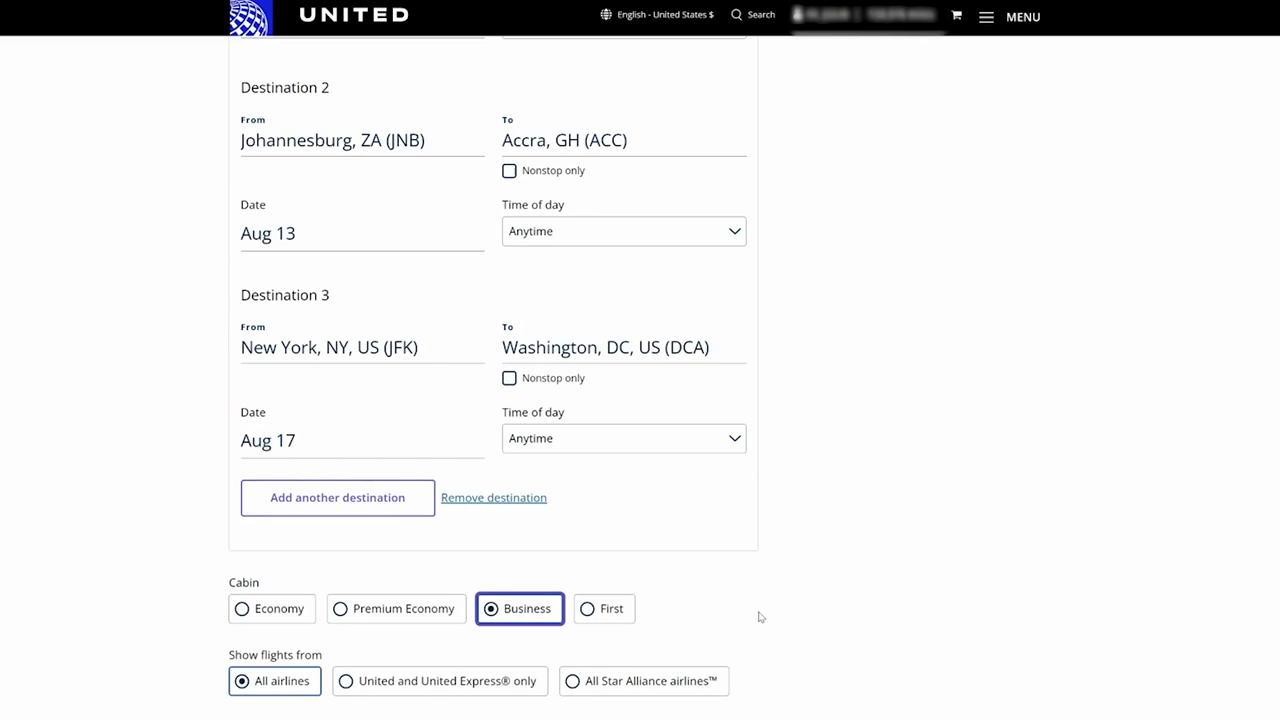 UNITED
English - United States $
Search
MENU
Destination 2
From
To
Johannesburg, ZA (JNB)
Accra, GH (ACC)
Nonstop only
Date
Time of day
Aug 13
Anytime
Destination 3
From
To
New York, NY, US (JFK)
Washington, DC, US (DCA)
Nonstop only
Date
Time of day
Aug 17
Anytime
Add another destination
Remove destination
Cabin
Economy
Premium Economy
Business
First
Show flights from
All airlines
United and United Express® only
All Star Alliance airlines™